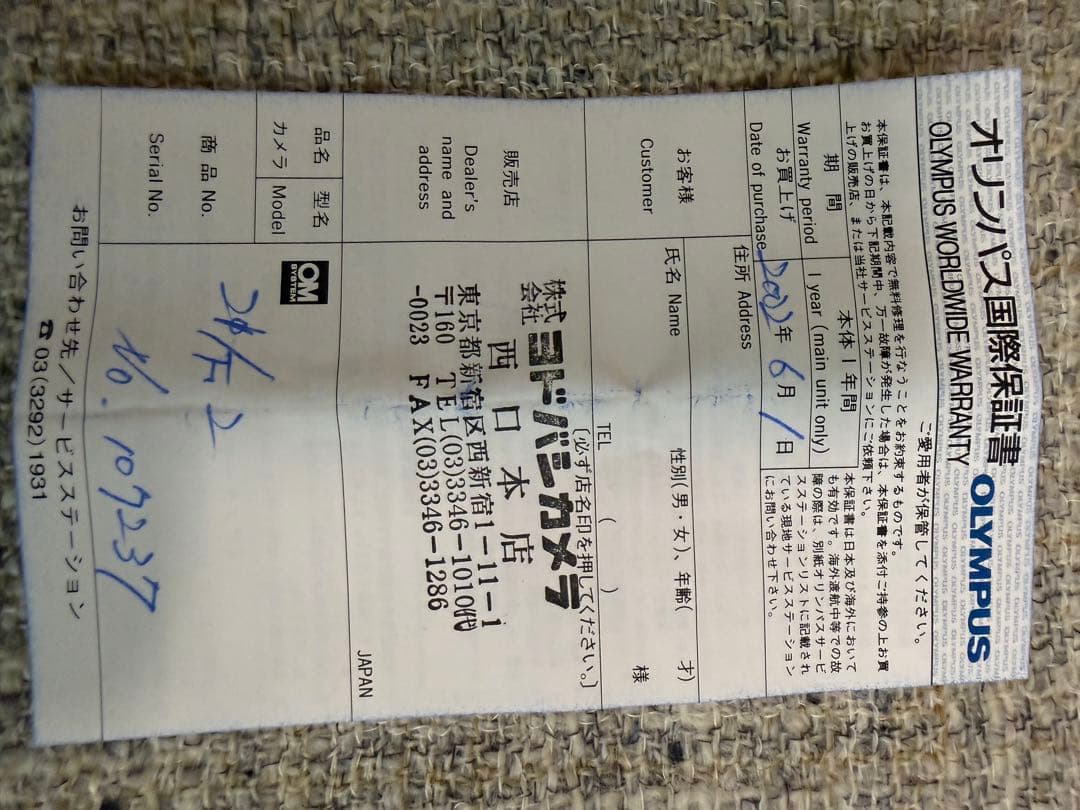 オリンパス国際保証書 OLYMPUS
OLYMPUS WORLDWIDE WARRANTY
ご愛用者が保管してください。
本保証書は、本記載内容で無料修理を行なうことをお約束するものです。
お買上げの日から下記期間中、万一故障が発生した場合は、本保証書を添付ご持参の上お買
上げの販売店、または当社サービスステーションにご依頼下さい。
期間 本体1年間
Warranty period 1 year (main unit only)
お買上げ
Date of purchase 2002年 6月 1日
本保証書は日本及び海外において
も有効です。海外渡航中等での故
障の際は、別紙オリンパスサービ
スステーションリストに記載され
ている現地サービスステーション
にお問い合わせ下さい。
お客様
Customer
住所 Address
氏名 Name 性別(男・女)、年齢( 才)
様
TEL ( )
〔必ず店名印を押してください。〕
販売店
Dealer's
name and
address
株式会社 ヨドバシカメラ
西口本店
東京都新宿区西新宿1-11-1
〒160 TEL(03)3346-1010㈹
-0023 FAX(03)3346-1286
JAPAN
品名 型名
カメラ Model
OM
SYSTEM
商品No.
Serial No.
No. 109237
お問い合わせ先/サービスステーション
☎03(3292)1931